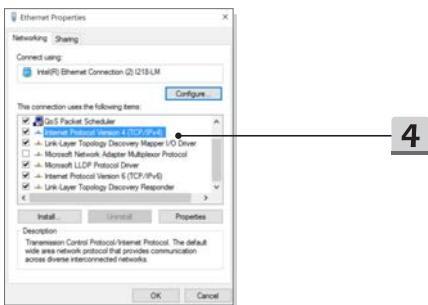 Ethernet Properties
Networking Sharing
Connect using:
Intel(R) Ethernet Connection (2) I218-LM
Configure...
This connection uses the following items:
QoS Packet Scheduler
Internet Protocol Version 4 (TCP/IPv4)
Link-Layer Topology Discovery Mapper I/O Driver
Microsoft Network Adapter Multiplexor Protocol
Microsoft LLDP Protocol Driver
Internet Protocol Version 6 (TCP/IPv6)
Link-Layer Topology Discovery Responder
Install... Uninstall Properties
Description
Transmission Control Protocol/Internet Protocol. The default
wide area network protocol that provides communication
across diverse interconnected networks.
OK Cancel
4